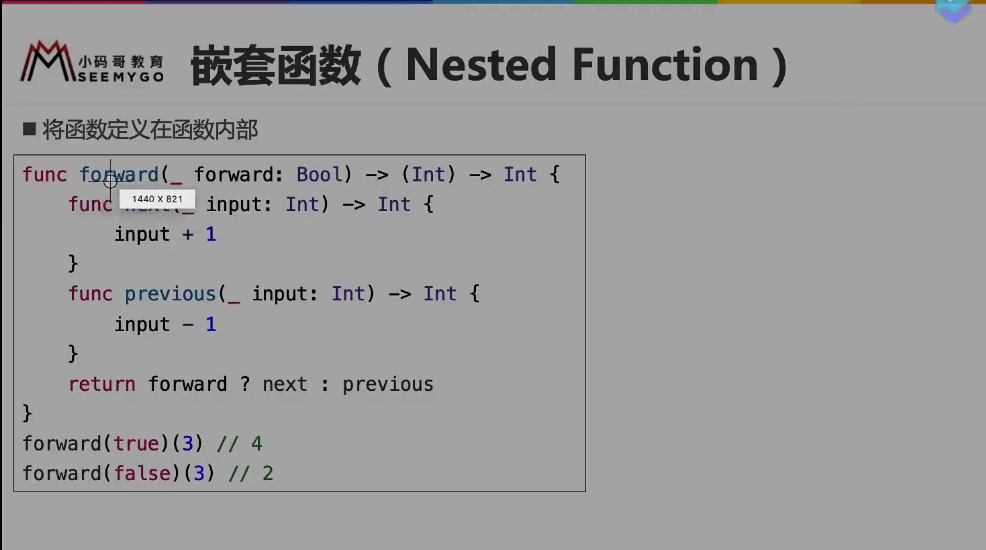 小码哥教育
SEEMYGO
嵌套函数（Nested Function）
■ 将函数定义在函数内部
func forward(_ forward: Bool) -> (Int) -> Int {
1440 X 821
func next(_ input: Int) -> Int {
input + 1
}
func previous(_ input: Int) -> Int {
input - 1
}
return forward ? next : previous
}
forward(true)(3) // 4
forward(false)(3) // 2